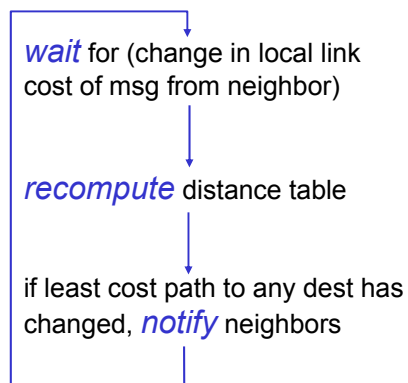 wait for (change in local link
cost of msg from neighbor)
recompute distance table
if least cost path to any dest has
changed, notify neighbors